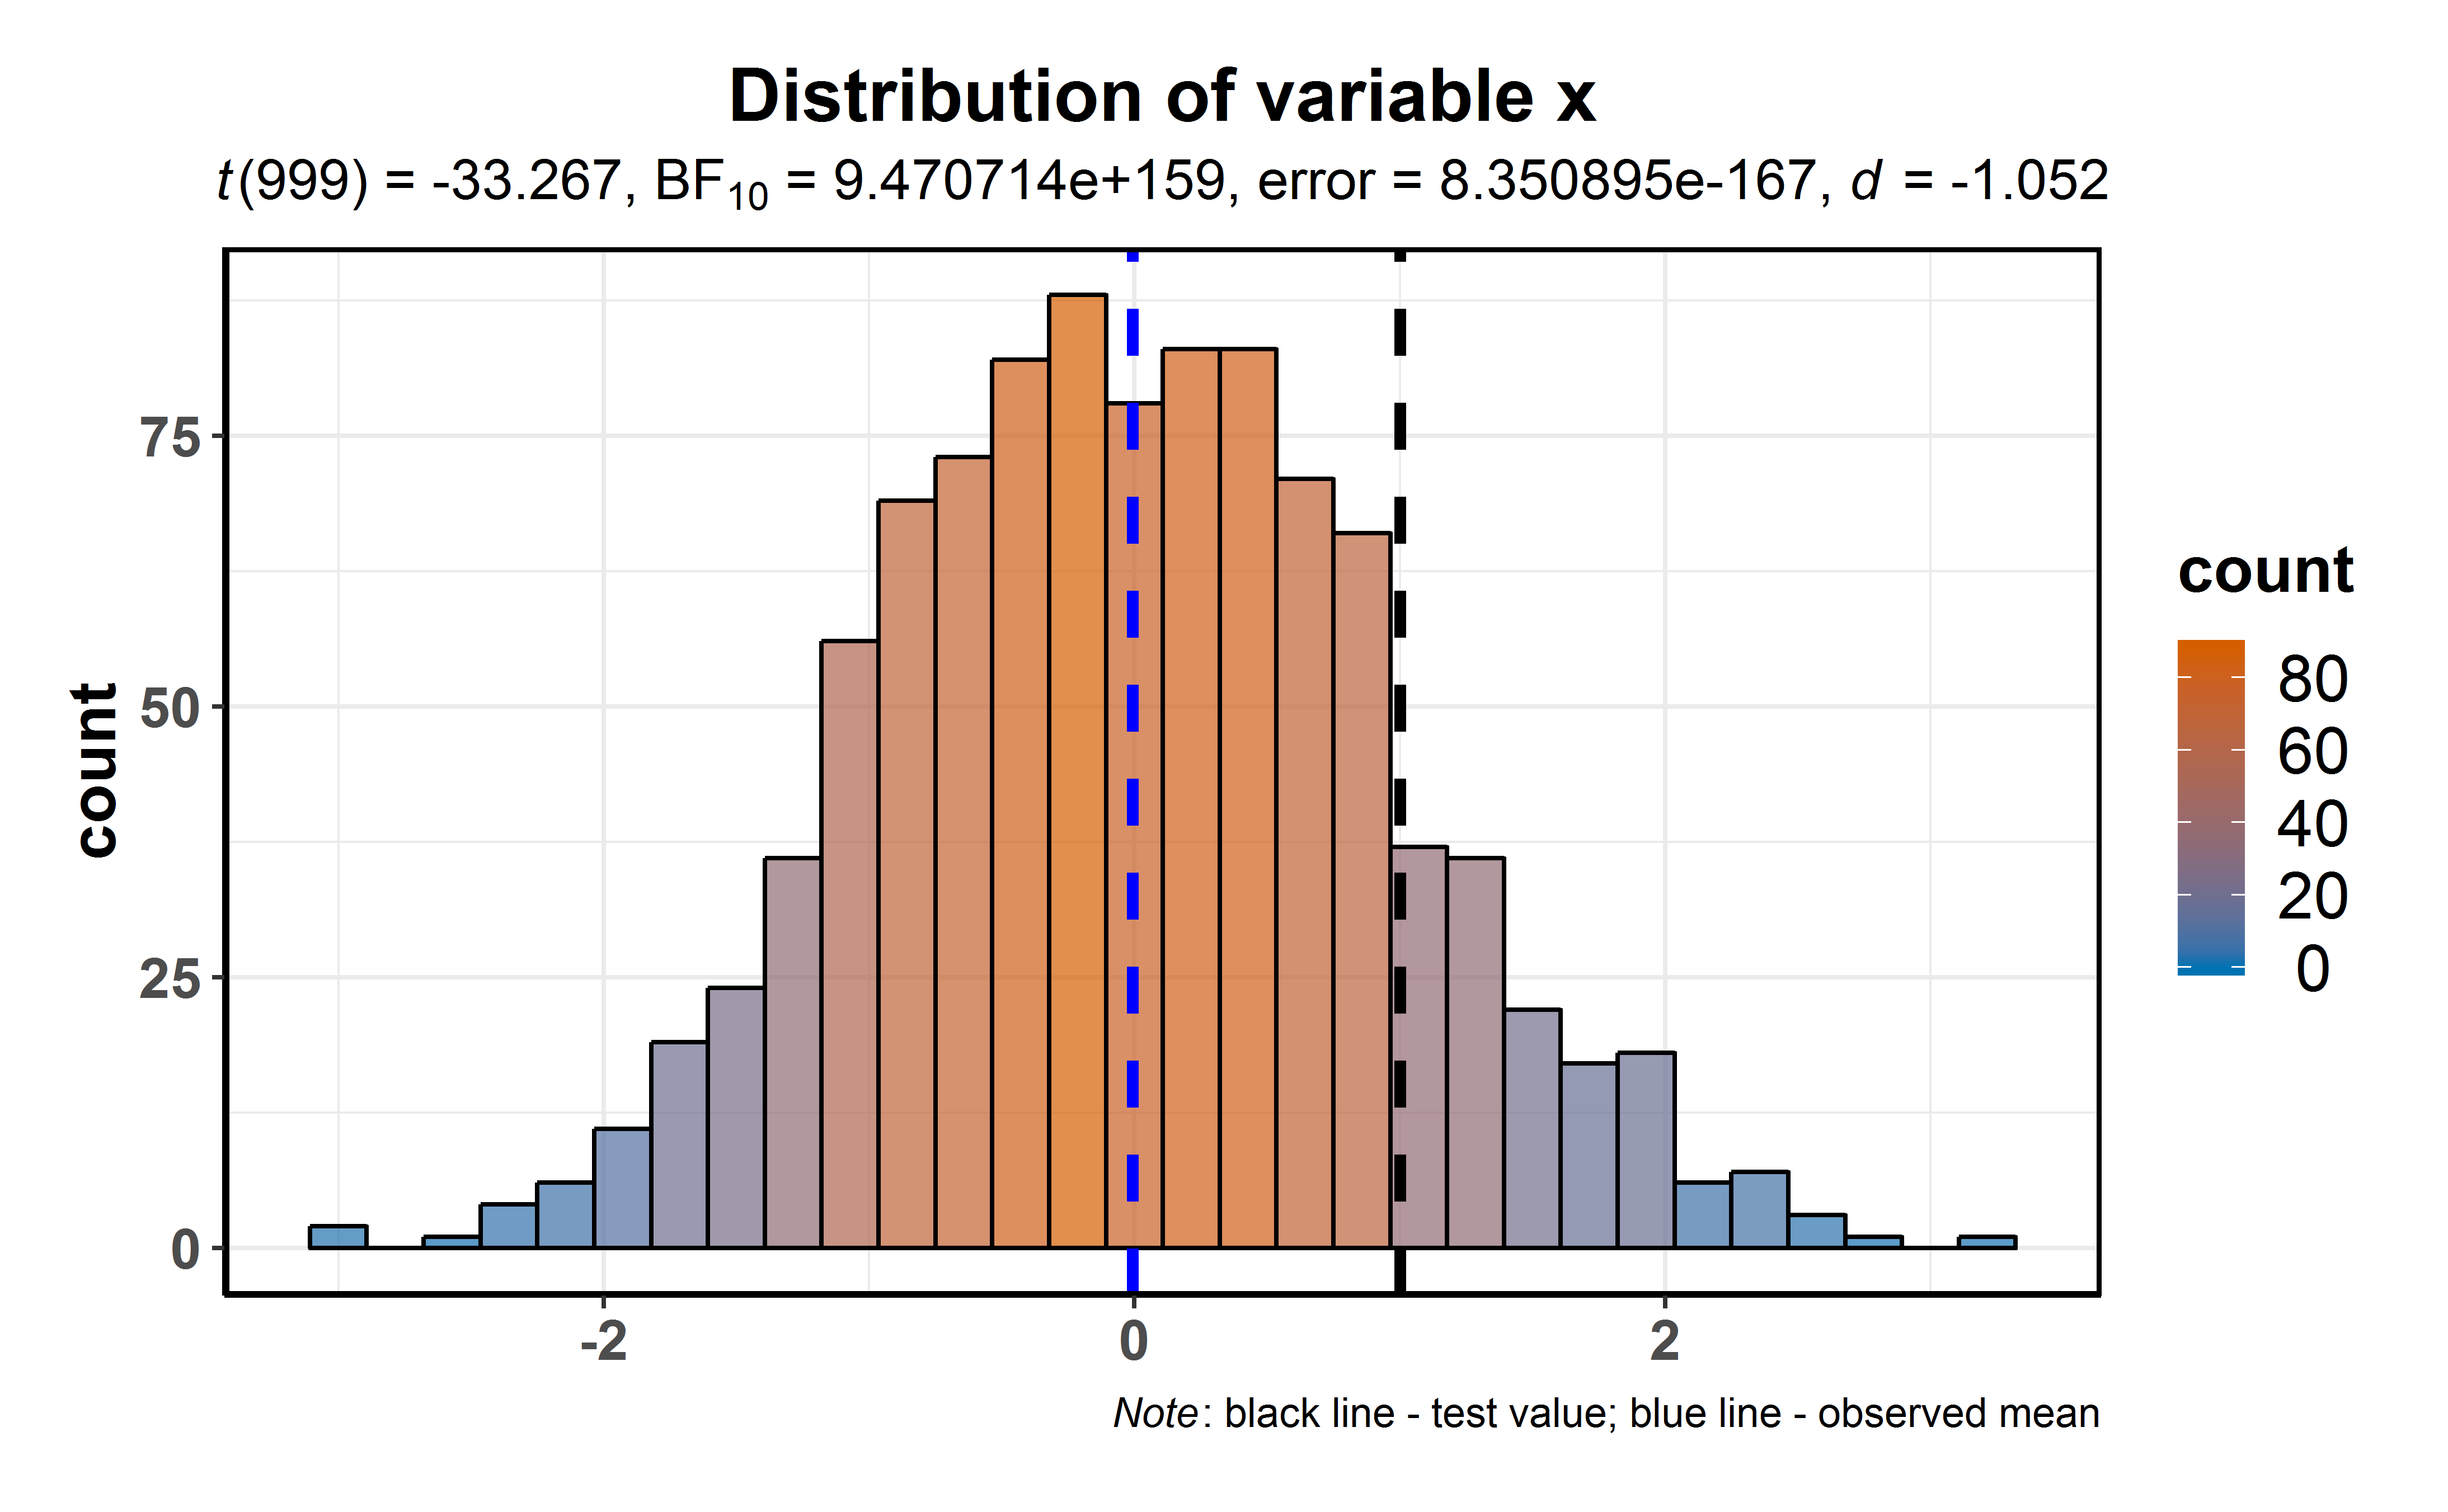 Distribution of variable x
t(999) = -33.267, BF10 = 9.470714e+159, error = 8.350895e-167, d = -1.052
count
75
50
25
0
-2 0 2
count
80
60
40
20
0
Note: black line - test value; blue line - observed mean